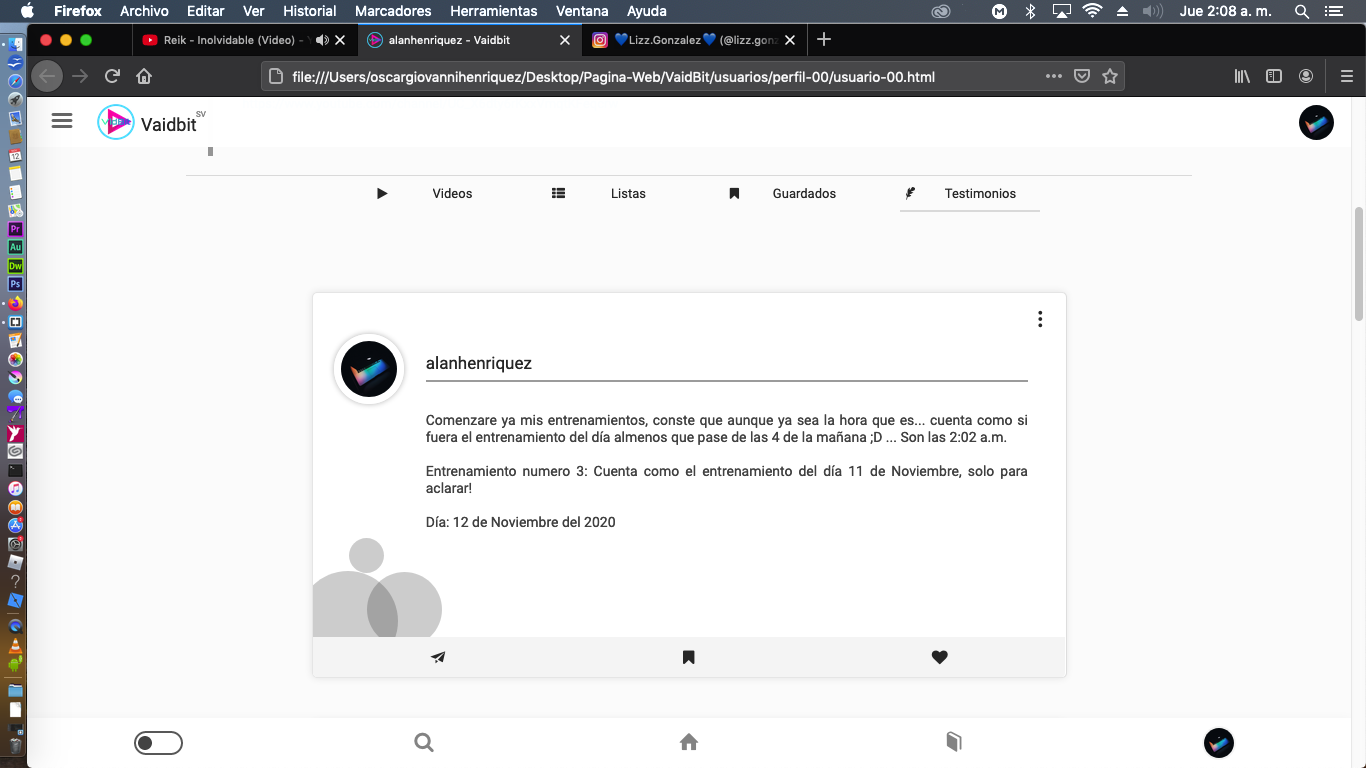 Firefox Archivo Editar Ver Historial Marcadores Herramientas Ventana Ayuda Jue 2:08 a. m.
Reik - Inolvidable (Video) - alanhenriquez - Vaidbit 💙Lizz.Gonzalez💙 (@lizz.gonz
file:///Users/oscargiovannihenriquez/Desktop/Pagina-Web/VaidBit/usuarios/perfil-00/usuario-00.html
Vaidbit SV
Videos Listas Guardados Testimonios
alanhenriquez
Comenzare ya mis entrenamientos, conste que aunque ya sea la hora que es... cuenta como si
fuera el entrenamiento del día almenos que pase de las 4 de la mañana ;D ... Son las 2:02 a.m.
Entrenamiento numero 3: Cuenta como el entrenamiento del día 11 de Noviembre, solo para
aclarar!
Día: 12 de Noviembre del 2020
12
Pr
Au
Dw
Ps